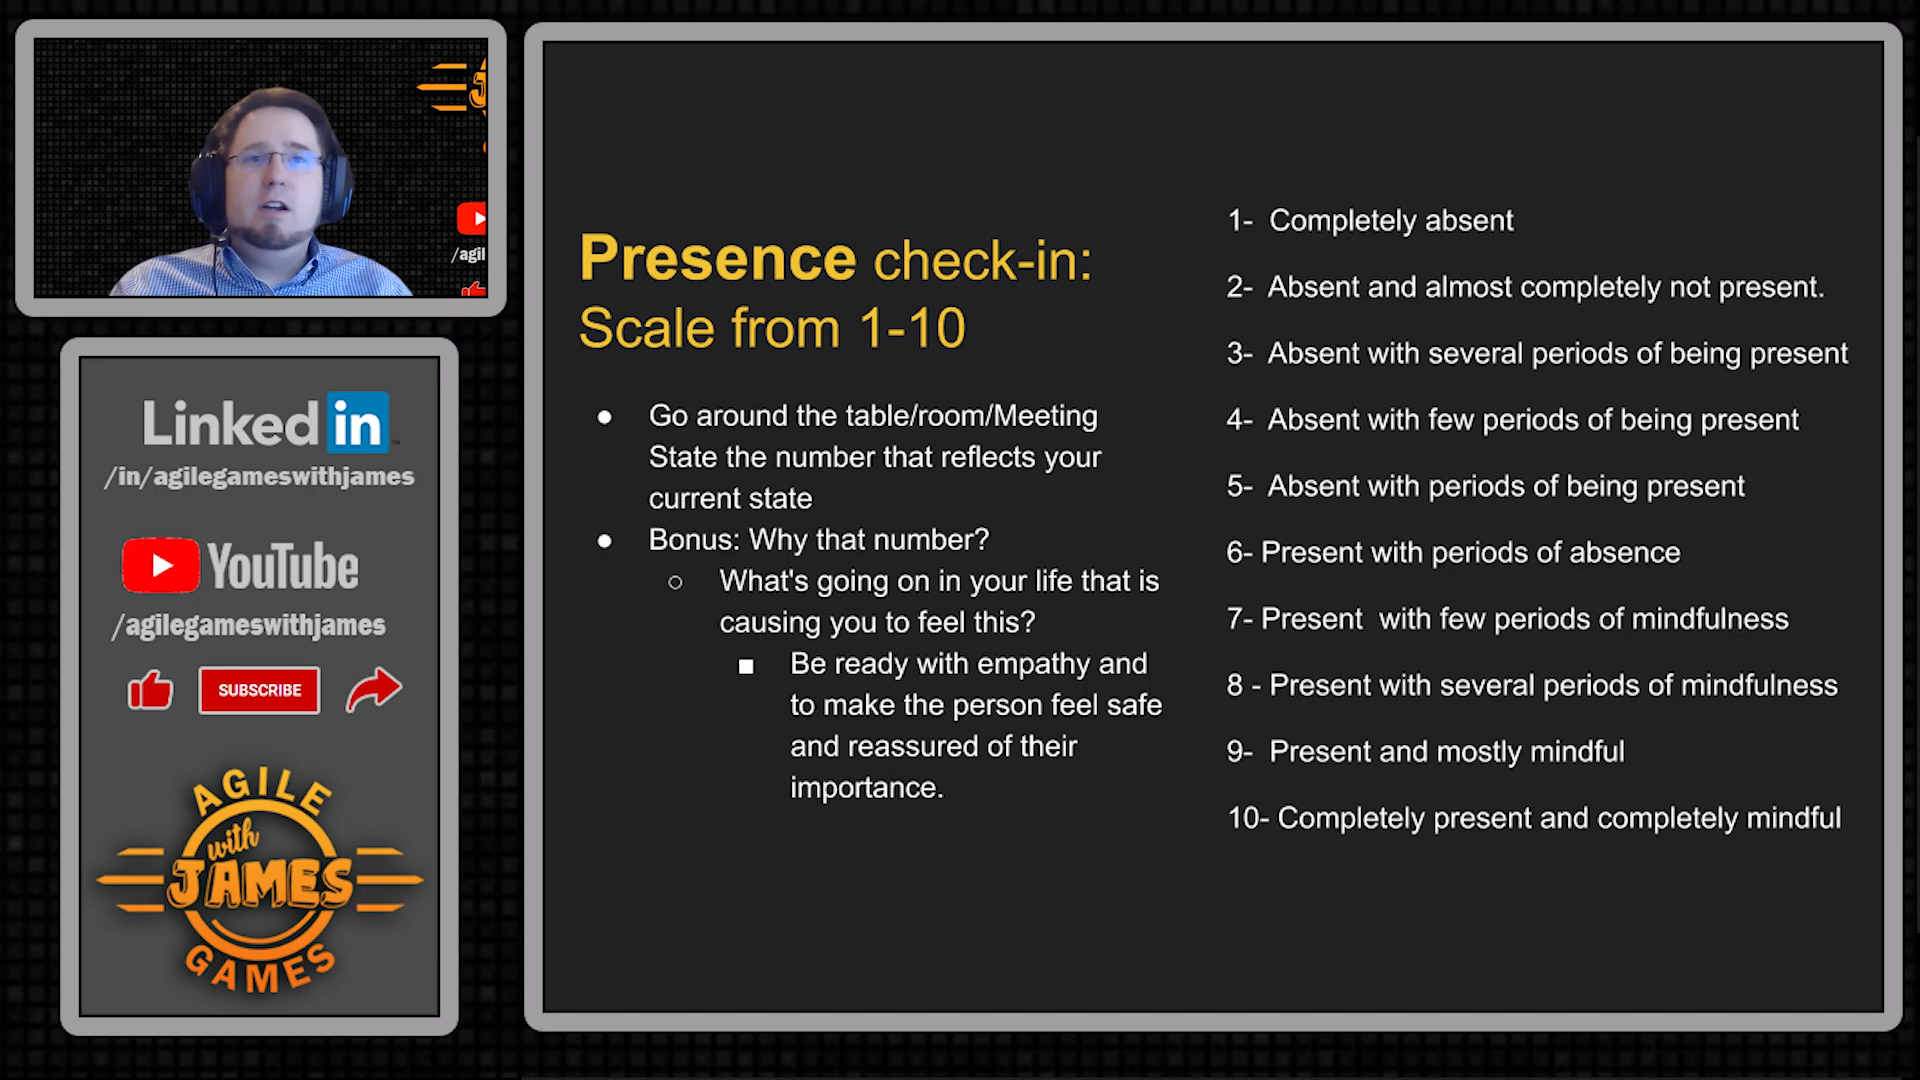 /agil
Linked in
/in/agilegameswithjames
YouTube
/agilegameswithjames
SUBSCRIBE
AGILE
with
JAMES
GAMES
Presence check-in:
Scale from 1-10
● Go around the table/room/Meeting
State the number that reflects your
current state
● Bonus: Why that number?
○ What's going on in your life that is
causing you to feel this?
■ Be ready with empathy and
to make the person feel safe
and reassured of their
importance.
1-  Completely absent
2-  Absent and almost completely not present.
3-  Absent with several periods of being present
4-  Absent with few periods of being present
5-  Absent with periods of being present
6- Present with periods of absence
7- Present  with few periods of mindfulness
8 - Present with several periods of mindfulness
9-  Present and mostly mindful
10- Completely present and completely mindful